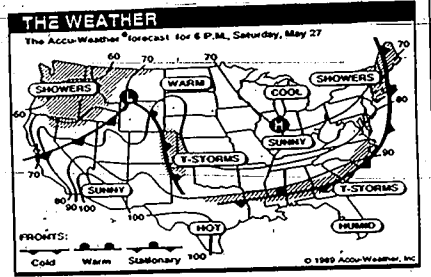 THE WEATHER
The Accu-Weather® forecast for 6 P.M., Saturday, May 27
60 70 70 70
SHOWERS
WARM
COOL
SHOWERS
L
60
80
H
SUNNY
90
70
T-STORMS
SUNNY
T-STORMS
80 90 100 100
HOT
HUMID
100
FRONTS:
Cold Warm Stationary
© 1989 Accu-Weather, Inc